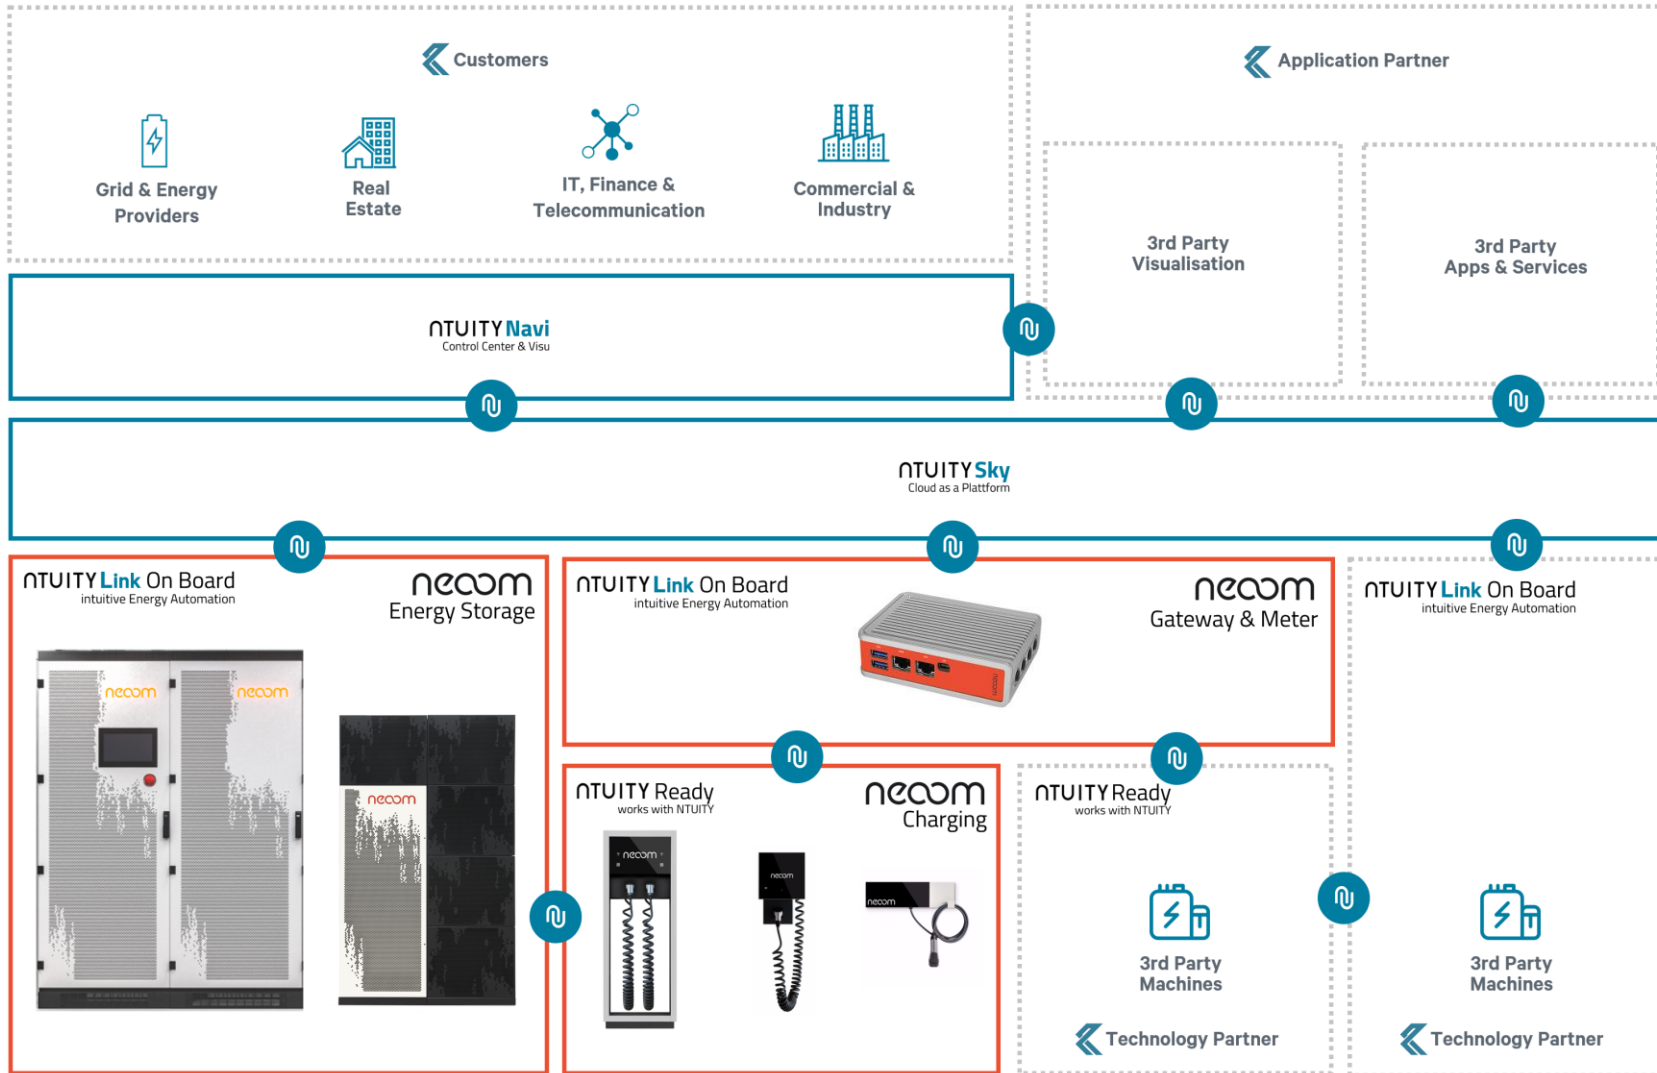 Customers
Application Partner
Grid & Energy
Providers
Real
Estate
IT, Finance &
Telecommunication
Commercial &
Industry
3rd Party
Visualisation
3rd Party
Apps & Services
NTUITY Navi
Control Center & Visu
NTUITY Sky
Cloud as a Plattform
NTUITY Link On Board
intuitive Energy Automation
neoom
Energy Storage
neoom
neoom
neoom
NTUITY Link On Board
intuitive Energy Automation
neoom
Gateway & Meter
neoom
NTUITY Link On Board
intuitive Energy Automation
NTUITY Ready
works with NTUITY
neoom
Charging
neoom
neoom
neoom
NTUITY Ready
works with NTUITY
3rd Party
Machines
Technology Partner
3rd Party
Machines
Technology Partner